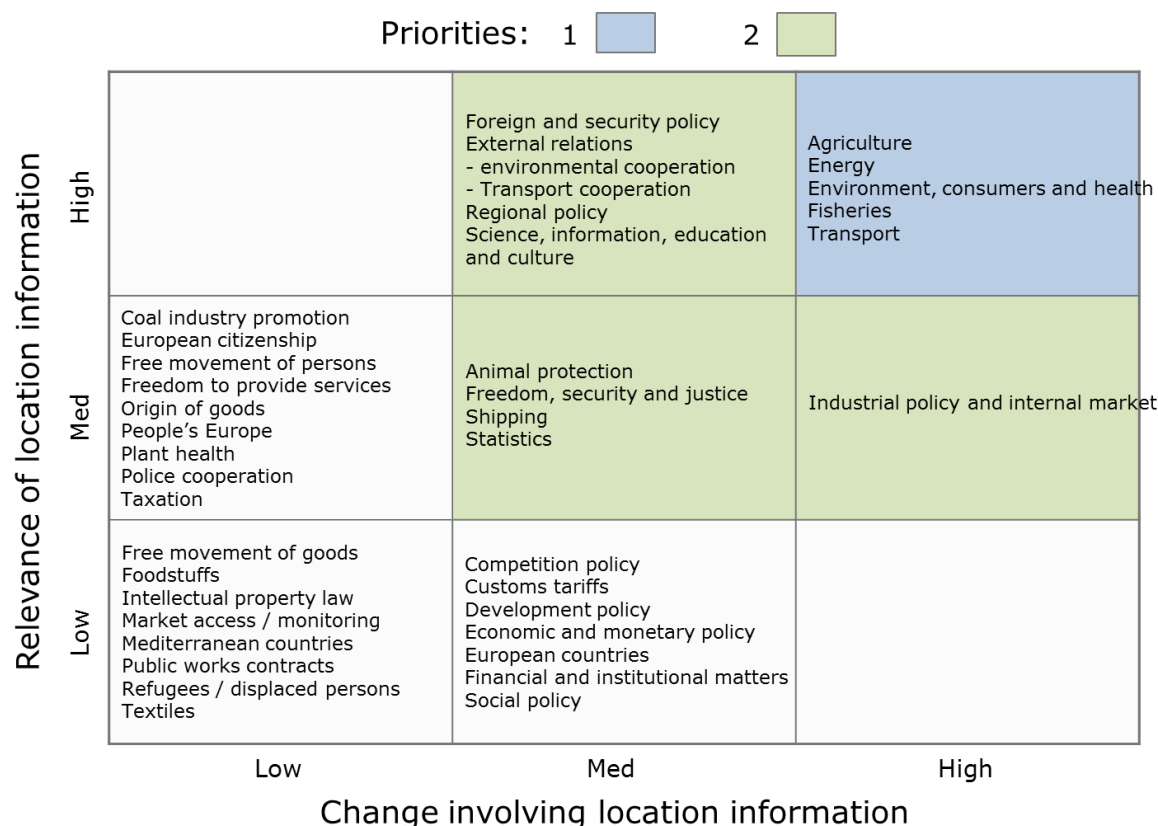 Priorities: 1 2
Relevance of location information
High
Foreign and security policy
External relations
- environmental cooperation
- Transport cooperation
Regional policy
Science, information, education
and culture
Agriculture
Energy
Environment, consumers and health
Fisheries
Transport
Med
Coal industry promotion
European citizenship
Free movement of persons
Freedom to provide services
Origin of goods
People’s Europe
Plant health
Police cooperation
Taxation
Animal protection
Freedom, security and justice
Shipping
Statistics
Industrial policy and internal market
Low
Free movement of goods
Foodstuffs
Intellectual property law
Market access / monitoring
Mediterranean countries
Public works contracts
Refugees / displaced persons
Textiles
Competition policy
Customs tariffs
Development policy
Economic and monetary policy
European countries
Financial and institutional matters
Social policy
Low Med High
Change involving location information